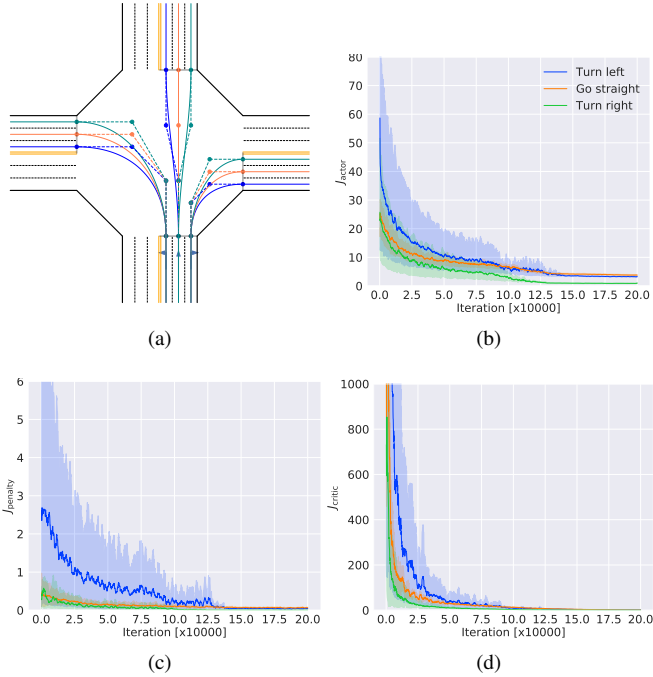 80
70
60
50
40
30
20
10
0
J_actor
Turn left
Go straight
Turn right
0.0 2.5 5.0 7.5 10.0 12.5 15.0 17.5 20.0
Iteration [x10000]
(a)
(b)
6
5
4
3
2
1
0
J_penalty
0.0 2.5 5.0 7.5 10.0 12.5 15.0 17.5 20.0
Iteration [x10000]
1000
800
600
400
200
0
J_critic
0.0 2.5 5.0 7.5 10.0 12.5 15.0 17.5 20.0
Iteration [x10000]
(c)
(d)